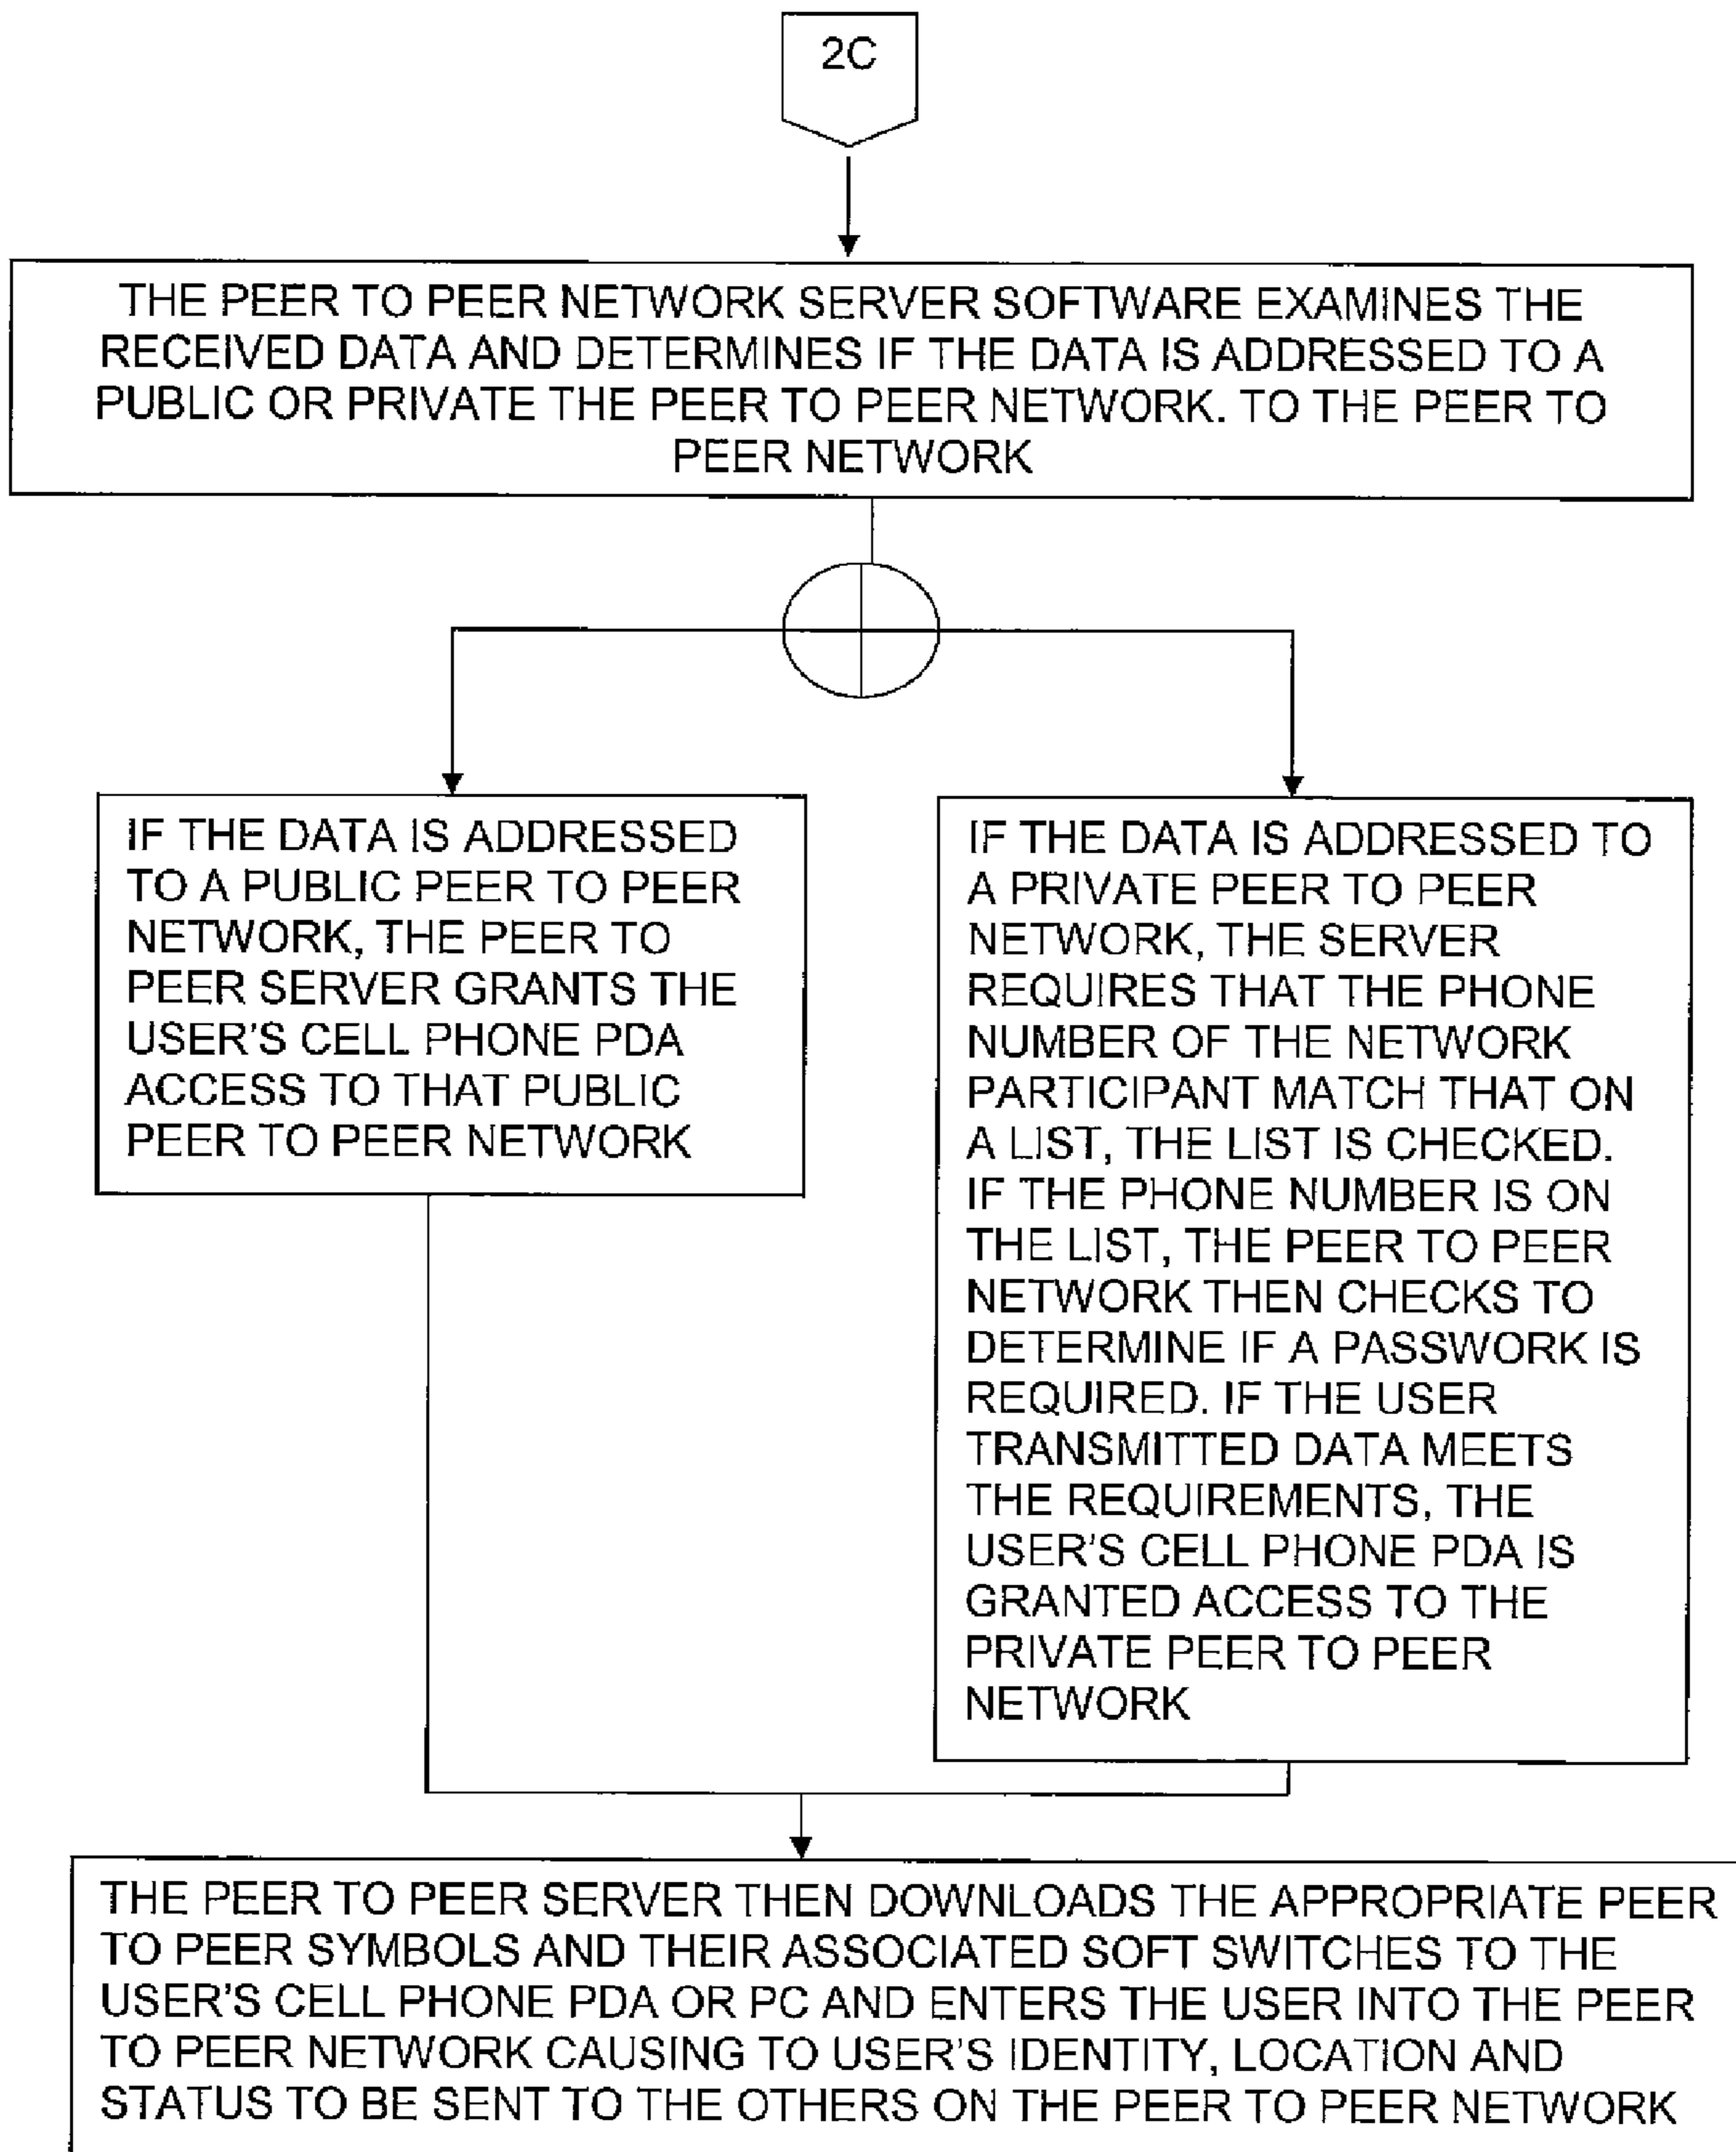 2C
THE PEER TO PEER NETWORK SERVER SOFTWARE EXAMINES THE
RECEIVED DATA AND DETERMINES IF THE DATA IS ADDRESSED TO A
PUBLIC OR PRIVATE THE PEER TO PEER NETWORK. TO THE PEER TO
PEER NETWORK
IF THE DATA IS ADDRESSED
TO A PUBLIC PEER TO PEER
NETWORK, THE PEER TO
PEER SERVER GRANTS THE
USER'S CELL PHONE PDA
ACCESS TO THAT PUBLIC
PEER TO PEER NETWORK
IF THE DATA IS ADDRESSED TO
A PRIVATE PEER TO PEER
NETWORK, THE SERVER
REQUIRES THAT THE PHONE
NUMBER OF THE NETWORK
PARTICIPANT MATCH THAT ON
A LIST, THE LIST IS CHECKED.
IF THE PHONE NUMBER IS ON
THE LIST, THE PEER TO PEER
NETWORK THEN CHECKS TO
DETERMINE IF A PASSWORK IS
REQUIRED. IF THE USER
TRANSMITTED DATA MEETS
THE REQUIREMENTS, THE
USER'S CELL PHONE PDA IS
GRANTED ACCESS TO THE
PRIVATE PEER TO PEER
NETWORK
THE PEER TO PEER SERVER THEN DOWNLOADS THE APPROPRIATE PEER
TO PEER SYMBOLS AND THEIR ASSOCIATED SOFT SWITCHES TO THE
USER'S CELL PHONE PDA OR PC AND ENTERS THE USER INTO THE PEER
TO PEER NETWORK CAUSING TO USER'S IDENTITY, LOCATION AND
STATUS TO BE SENT TO THE OTHERS ON THE PEER TO PEER NETWORK